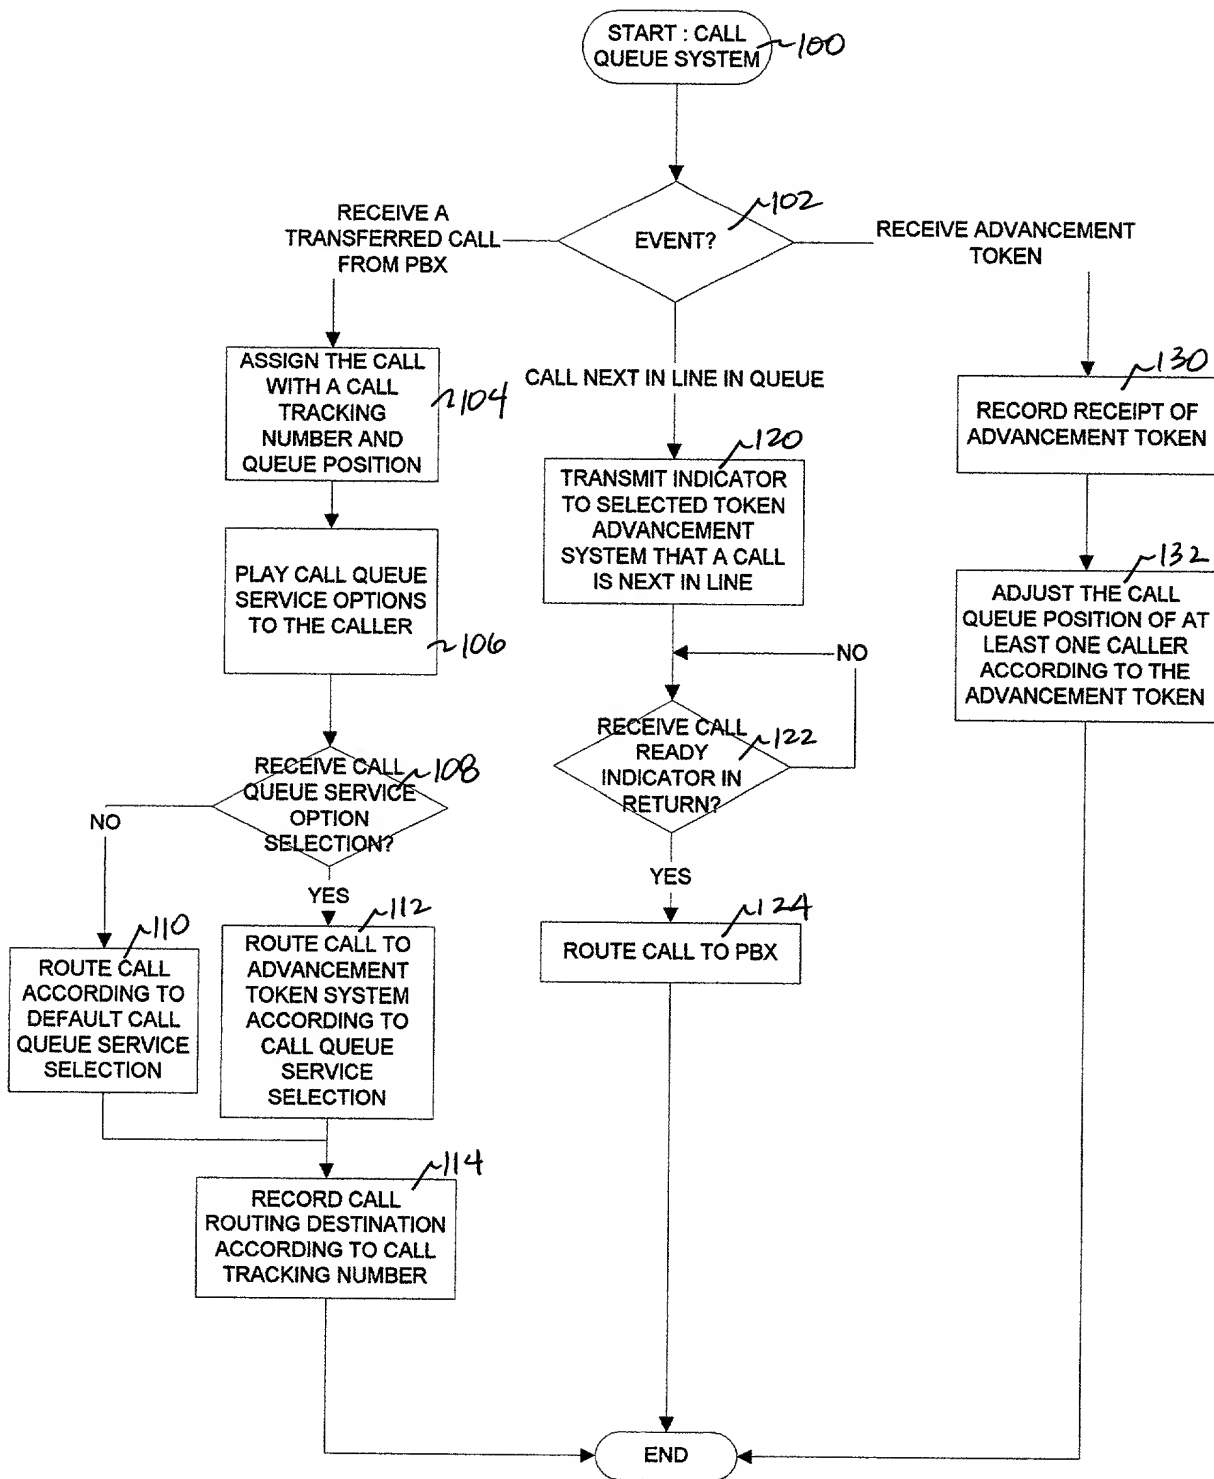 START : CALL
QUEUE SYSTEM
100
102
EVENT?
RECEIVE A
TRANSFERRED CALL
FROM PBX
RECEIVE ADVANCEMENT
TOKEN
ASSIGN THE CALL
WITH A CALL
TRACKING
NUMBER AND
QUEUE POSITION
104
CALL NEXT IN LINE IN QUEUE
130
RECORD RECEIPT OF
ADVANCEMENT TOKEN
120
TRANSMIT INDICATOR
TO SELECTED TOKEN
ADVANCEMENT
SYSTEM THAT A CALL
IS NEXT IN LINE
PLAY CALL QUEUE
SERVICE OPTIONS
TO THE CALLER
106
132
ADJUST THE CALL
QUEUE POSITION OF AT
LEAST ONE CALLER
ACCORDING TO THE
ADVANCEMENT TOKEN
NO
RECEIVE CALL
READY
INDICATOR IN
RETURN?
122
RECEIVE CALL
QUEUE SERVICE
OPTION
SELECTION?
108
NO
YES
YES
110
ROUTE CALL
ACCORDING TO
DEFAULT CALL
QUEUE SERVICE
SELECTION
112
ROUTE CALL TO
ADVANCEMENT
TOKEN SYSTEM
ACCORDING TO
CALL QUEUE
SERVICE
SELECTION
124
ROUTE CALL TO PBX
114
RECORD CALL
ROUTING DESTINATION
ACCORDING TO CALL
TRACKING NUMBER
END